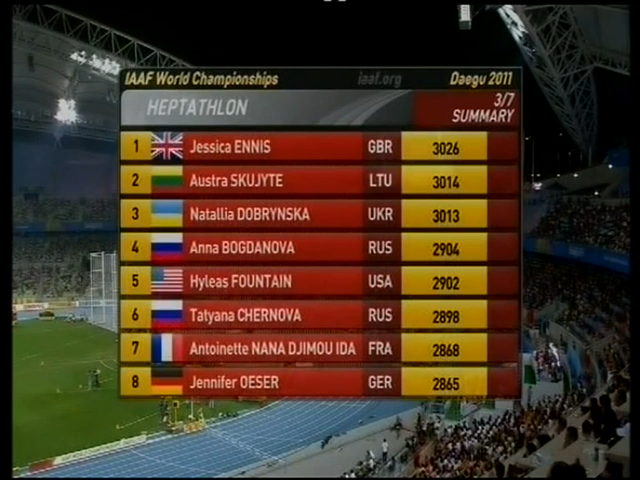 IAAF World Championships iaaf.org Daegu 2011
HEPTATHLON 3/7 SUMMARY
1 Jessica ENNIS GBR 3026
2 Austra SKUJYTE LTU 3014
3 Natallia DOBRYNSKA UKR 3013
4 Anna BOGDANOVA RUS 2904
5 Hyleas FOUNTAIN USA 2902
6 Tatyana CHERNOVA RUS 2898
7 Antoinette NANA DJIMOU IDA FRA 2868
8 Jennifer OESER GER 2865